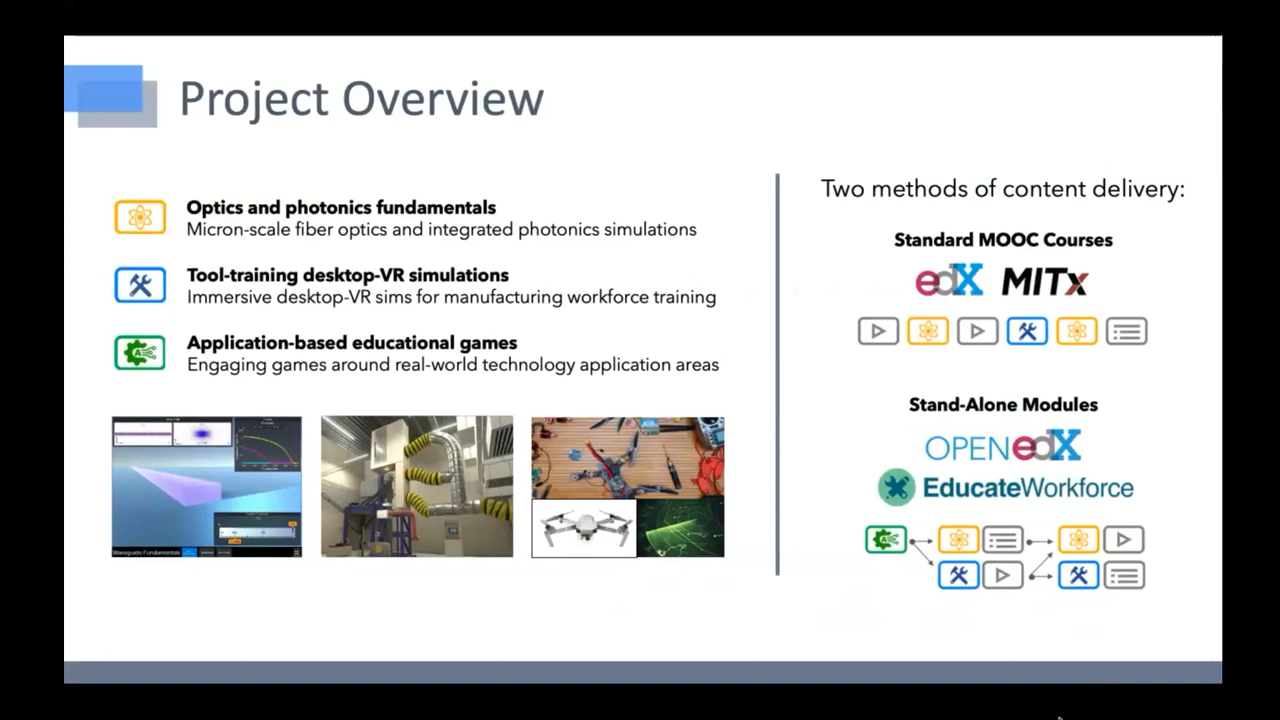 Project Overview
Optics and photonics fundamentals
Micron-scale fiber optics and integrated photonics simulations
Tool-training desktop-VR simulations
Immersive desktop-VR sims for manufacturing workforce training
Application-based educational games
Engaging games around real-world technology application areas
Waveguide Fundamentals
Two methods of content delivery:
Standard MOOC Courses
edX MITx
Stand-Alone Modules
OPEN edX
EducateWorkforce